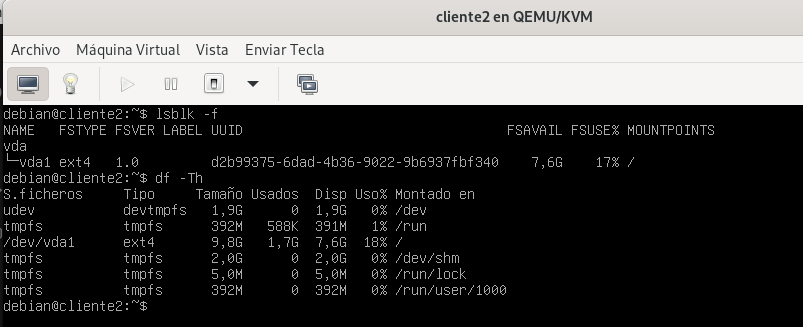 cliente2 en QEMU/KVM
Archivo Máquina Virtual Vista Enviar Tecla
debian@cliente2:~$ lsblk -f
NAME FSTYPE FSVER LABEL UUID FSAVAIL FSUSE% MOUNTPOINTS
vda
└─vda1 ext4 1.0 d2b99375-6dad-4b36-9022-9b6937fbf340 7,6G 17% /
debian@cliente2:~$ df -Th
S.ficheros Tipo Tamaño Usados Disp Uso% Montado en
udev devtmpfs 1,9G 0 1,9G 0% /dev
tmpfs tmpfs 392M 588K 391M 1% /run
/dev/vda1 ext4 9,8G 1,7G 7,6G 18% /
tmpfs tmpfs 2,0G 0 2,0G 0% /dev/shm
tmpfs tmpfs 5,0M 0 5,0M 0% /run/lock
tmpfs tmpfs 392M 0 392M 0% /run/user/1000
debian@cliente2:~$